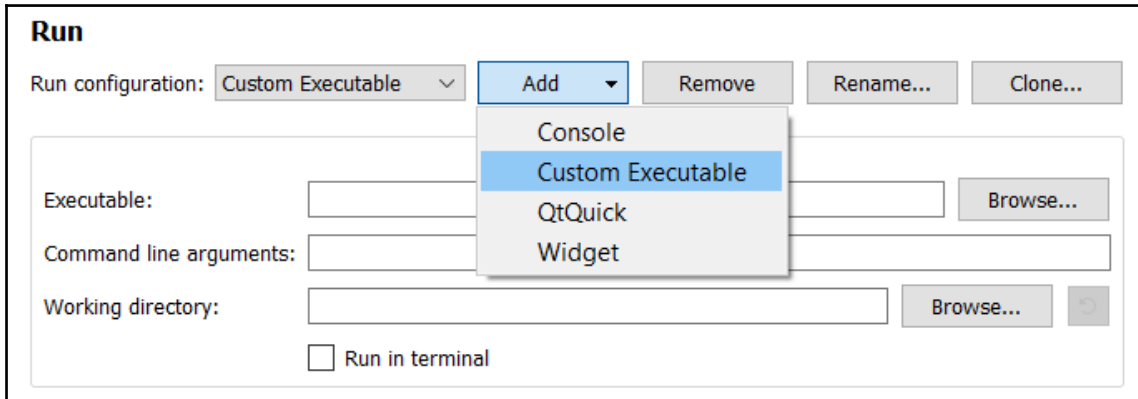 Run
Run configuration: Custom Executable Add Remove Rename... Clone...
Console
Custom Executable
QtQuick
Widget
Executable: Browse...
Command line arguments:
Working directory: Browse...
Run in terminal